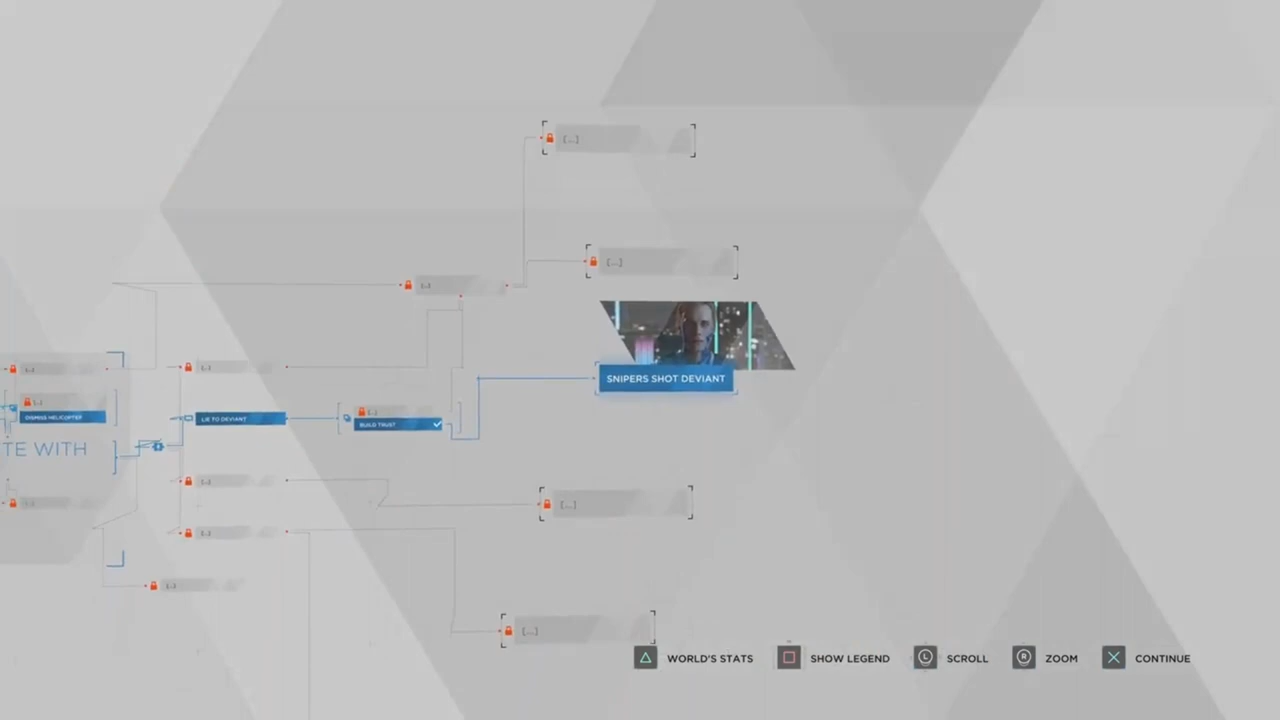 [...]
[...]
[...]
[...]
[...]
[...]
SNIPERS SHOT DEVIANT
[...]
[...]
DISMISS HELICOPTER
LIE TO DEVIANT
BUILD TRUST
TE WITH
[...]
[...]
[...]
[...]
[...]
[...]
WORLD'S STATS
SHOW LEGEND
L
SCROLL
R
ZOOM
CONTINUE